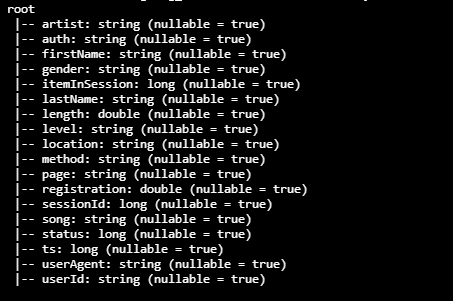 root
|-- artist: string (nullable = true)
|-- auth: string (nullable = true)
|-- firstName: string (nullable = true)
|-- gender: string (nullable = true)
|-- itemInSession: long (nullable = true)
|-- lastName: string (nullable = true)
|-- length: double (nullable = true)
|-- level: string (nullable = true)
|-- location: string (nullable = true)
|-- method: string (nullable = true)
|-- page: string (nullable = true)
|-- registration: double (nullable = true)
|-- sessionId: long (nullable = true)
|-- song: string (nullable = true)
|-- status: long (nullable = true)
|-- ts: long (nullable = true)
|-- userAgent: string (nullable = true)
|-- userId: string (nullable = true)